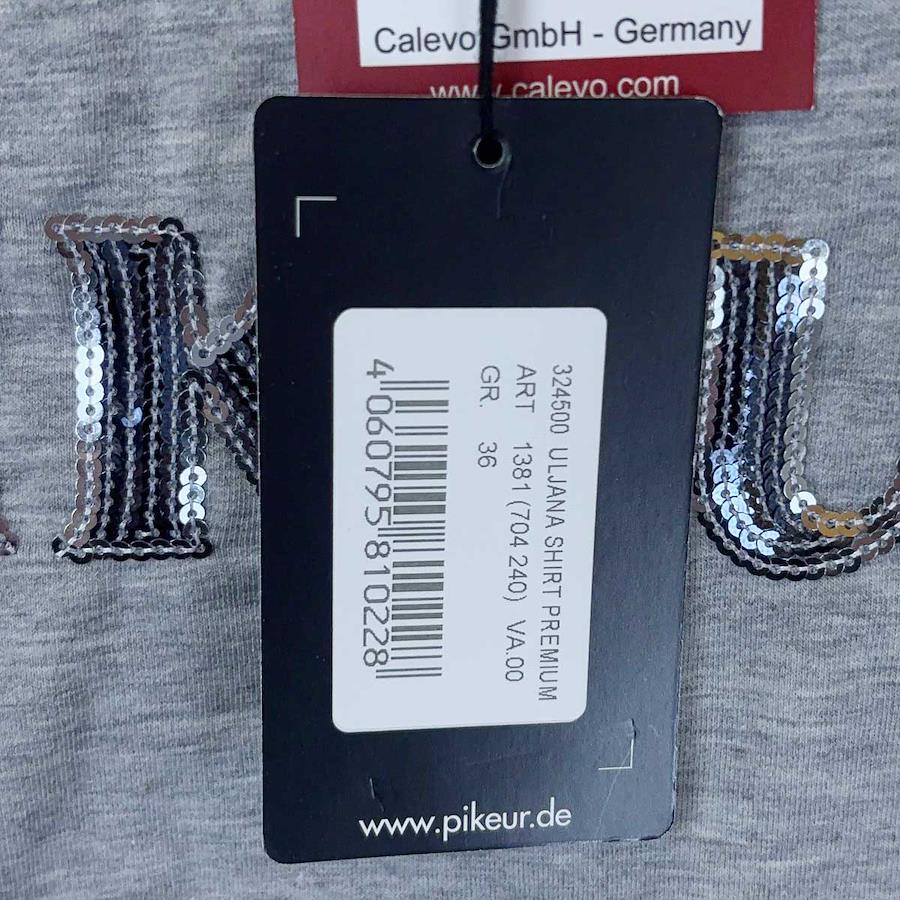 Calevo GmbH - Germany
www.calevo.com
324500 ULJANA SHIRT PREMIUM
ART 1381 (704 240) VA.00
GR. 36
4 060795 810228
www.pikeur.de